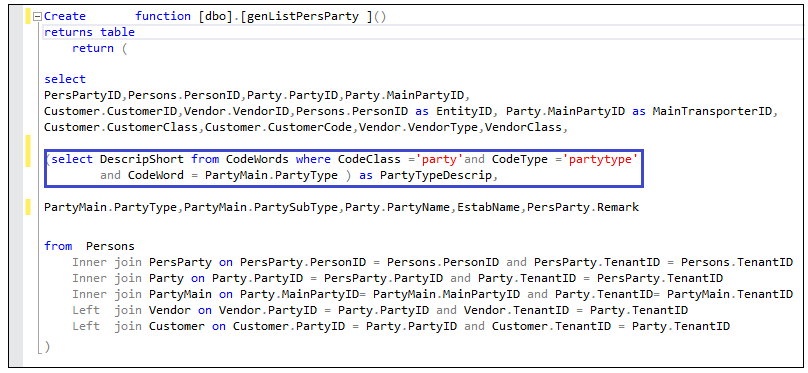 Create function [dbo].[genListPersParty ]()
returns table
return (
select
PersPartyID,Persons.PersonID,Party.PartyID,Party.MainPartyID,
Customer.CustomerID,Vendor.VendorID,Persons.PersonID as EntityID, Party.MainPartyID as MainTransporterID,
Customer.CustomerClass,Customer.CustomerCode,Vendor.VendorType,VendorClass,
(select DescripShort from CodeWords where CodeClass ='party'and CodeType ='partytype'
and CodeWord = PartyMain.PartyType ) as PartyTypeDescrip,
PartyMain.PartyType,PartyMain.PartySubType,Party.PartyName,EstabName,PersParty.Remark
from Persons
Inner join PersParty on PersParty.PersonID = Persons.PersonID and PersParty.TenantID = Persons.TenantID
Inner join Party on Party.PartyID = PersParty.PartyID and Party.TenantID = PersParty.TenantID
Inner join PartyMain on Party.MainPartyID= PartyMain.MainPartyID and Party.TenantID= PartyMain.TenantID
Left join Vendor on Vendor.PartyID = Party.PartyID and Vendor.TenantID = Party.TenantID
Left join Customer on Customer.PartyID = Party.PartyID and Customer.TenantID = Party.TenantID
)